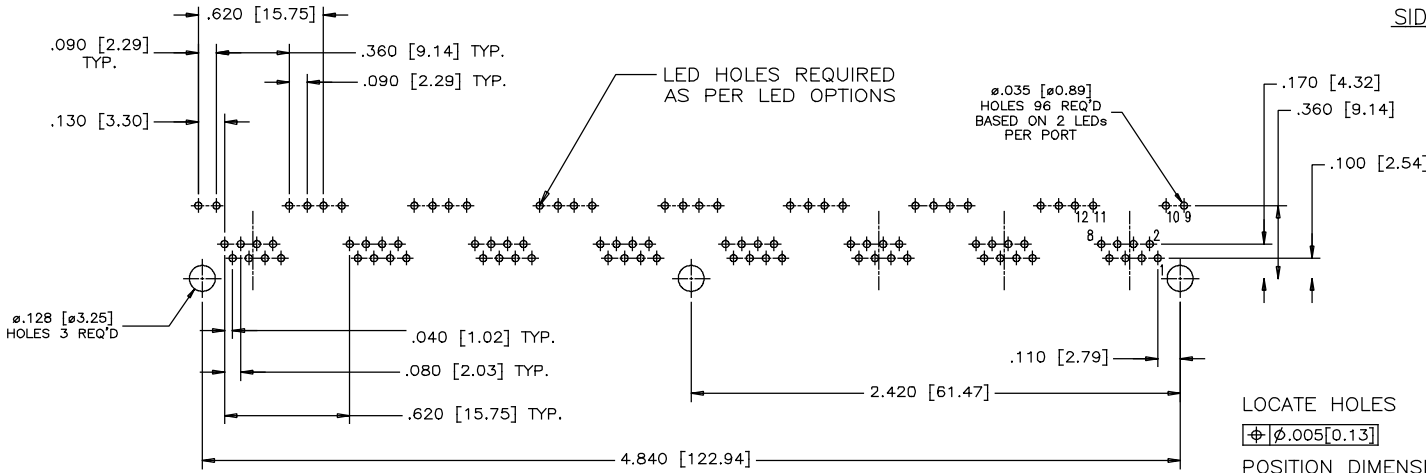 .620 [15.75]
SID
.090 [2.29]
TYP.
.360 [9.14] TYP.
.090 [2.29] TYP.
LED HOLES REQUIRED
AS PER LED OPTIONS
ø.035 [ø0.89]
HOLES 96 REQ'D
BASED ON 2 LEDs
PER PORT
.170 [4.32]
.360 [9.14]
.130 [3.30]
.100 [2.54]
12 11
10 9
8
2
1
ø.128 [ø3.25]
HOLES 3 REQ'D
.040 [1.02] TYP.
.080 [2.03] TYP.
.110 [2.79]
2.420 [61.47]
.620 [15.75] TYP.
4.840 [122.94]
LOCATE HOLES
⌖ ø.005[0.13]
POSITION DIMENSI